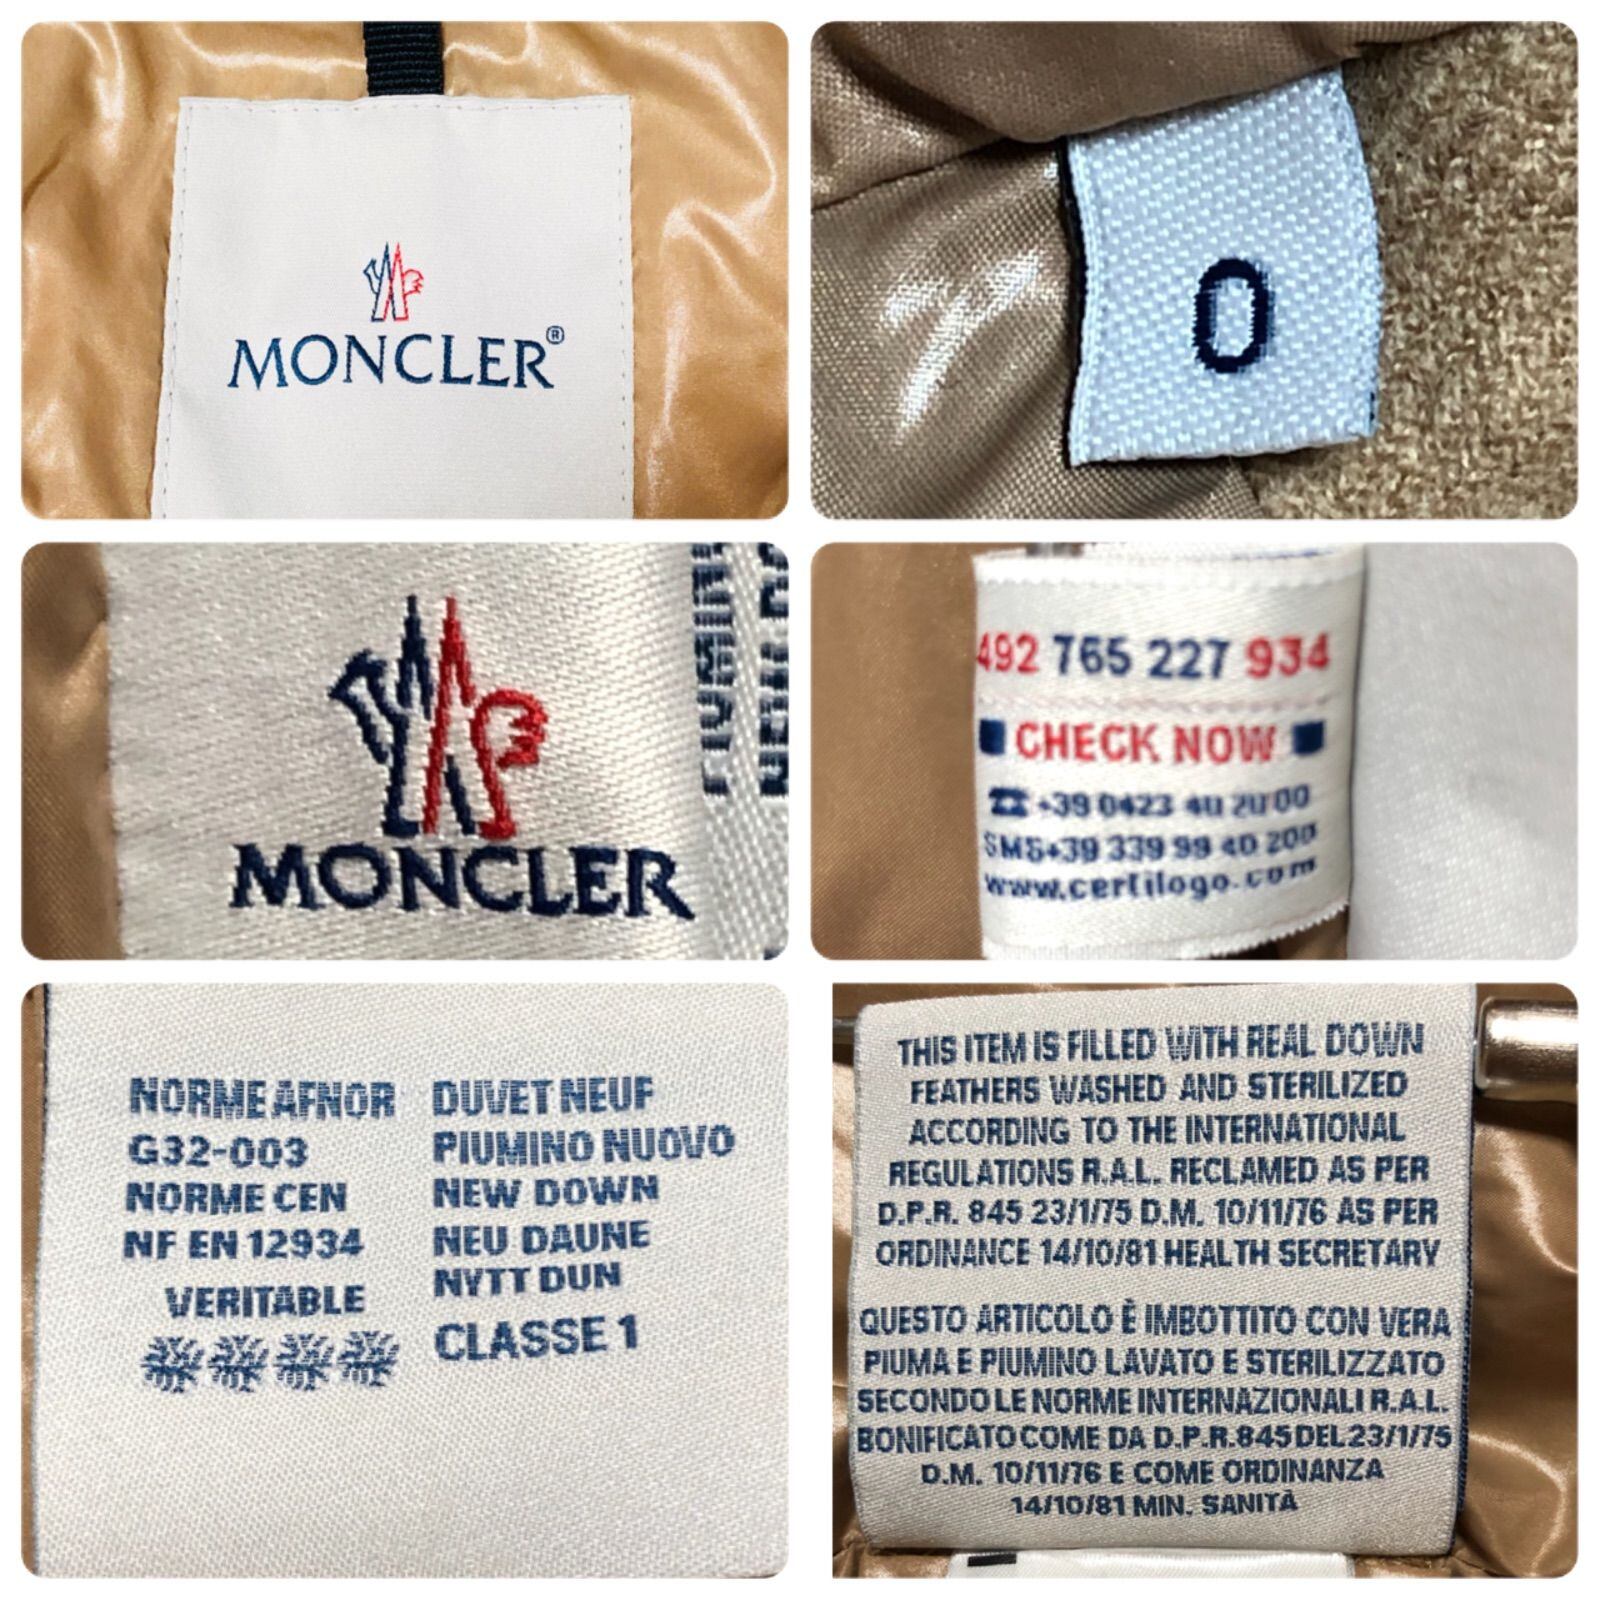 MONCLER®
0
MONCLER
492 765 227 934
CHECK NOW
+39 0423 40 20 00
SMS+39 339 99 40 200
www.certilogo.com
NORME AFNOR
G32-003
NORME CEN
NF EN 12934
VERITABLE
DUVET NEUF
PIUMINO NUOVO
NEW DOWN
NEU DAUNE
NYTT DUN
CLASSE 1
THIS ITEM IS FILLED WITH REAL DOWN
FEATHERS WASHED AND STERILIZED
ACCORDING TO THE INTERNATIONAL
REGULATIONS R.A.L. RECLAMED AS PER
D.P.R. 845 23/1/75 D.M. 10/11/76 AS PER
ORDINANCE 14/10/81 HEALTH SECRETARY
QUESTO ARTICOLO È IMBOTTITO CON VERA
PIUMA E PIUMINO LAVATO E STERILIZZATO
SECONDO LE NORME INTERNAZIONALI R.A.L.
BONIFICATO COME DA D.P.R.845 DEL 23/1/75
D.M. 10/11/76 E COME ORDINANZA
14/10/81 MIN. SANITÀ